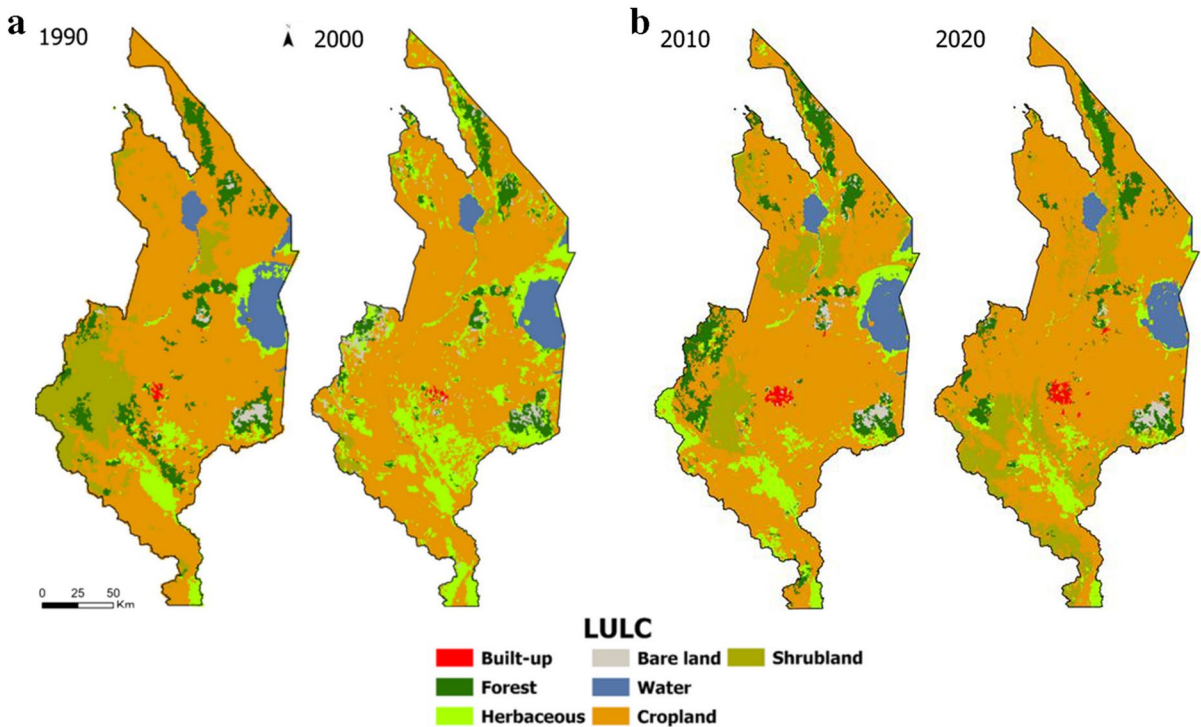 a
b
1990
2000
2010
2020
0 25 50
Km
LULC
Built-up
Bare land
Shrubland
Forest
Water
Herbaceous
Cropland